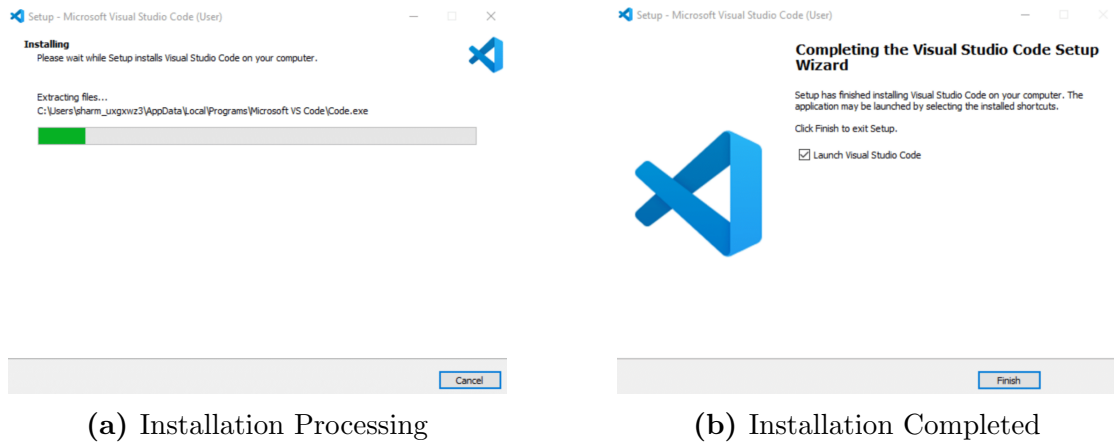 Setup - Microsoft Visual Studio Code (User)
Installing
Please wait while Setup installs Visual Studio Code on your computer.
Extracting files...
C:\Users\sharm_uxgxwz3\AppData\Local\Programs\Microsoft VS Code\Code.exe
Cancel
(a) Installation Processing
Setup - Microsoft Visual Studio Code (User)
Completing the Visual Studio Code Setup
Wizard
Setup has finished installing Visual Studio Code on your computer. The
application may be launched by selecting the installed shortcuts.
Click Finish to exit Setup.
Launch Visual Studio Code
Finish
(b) Installation Completed